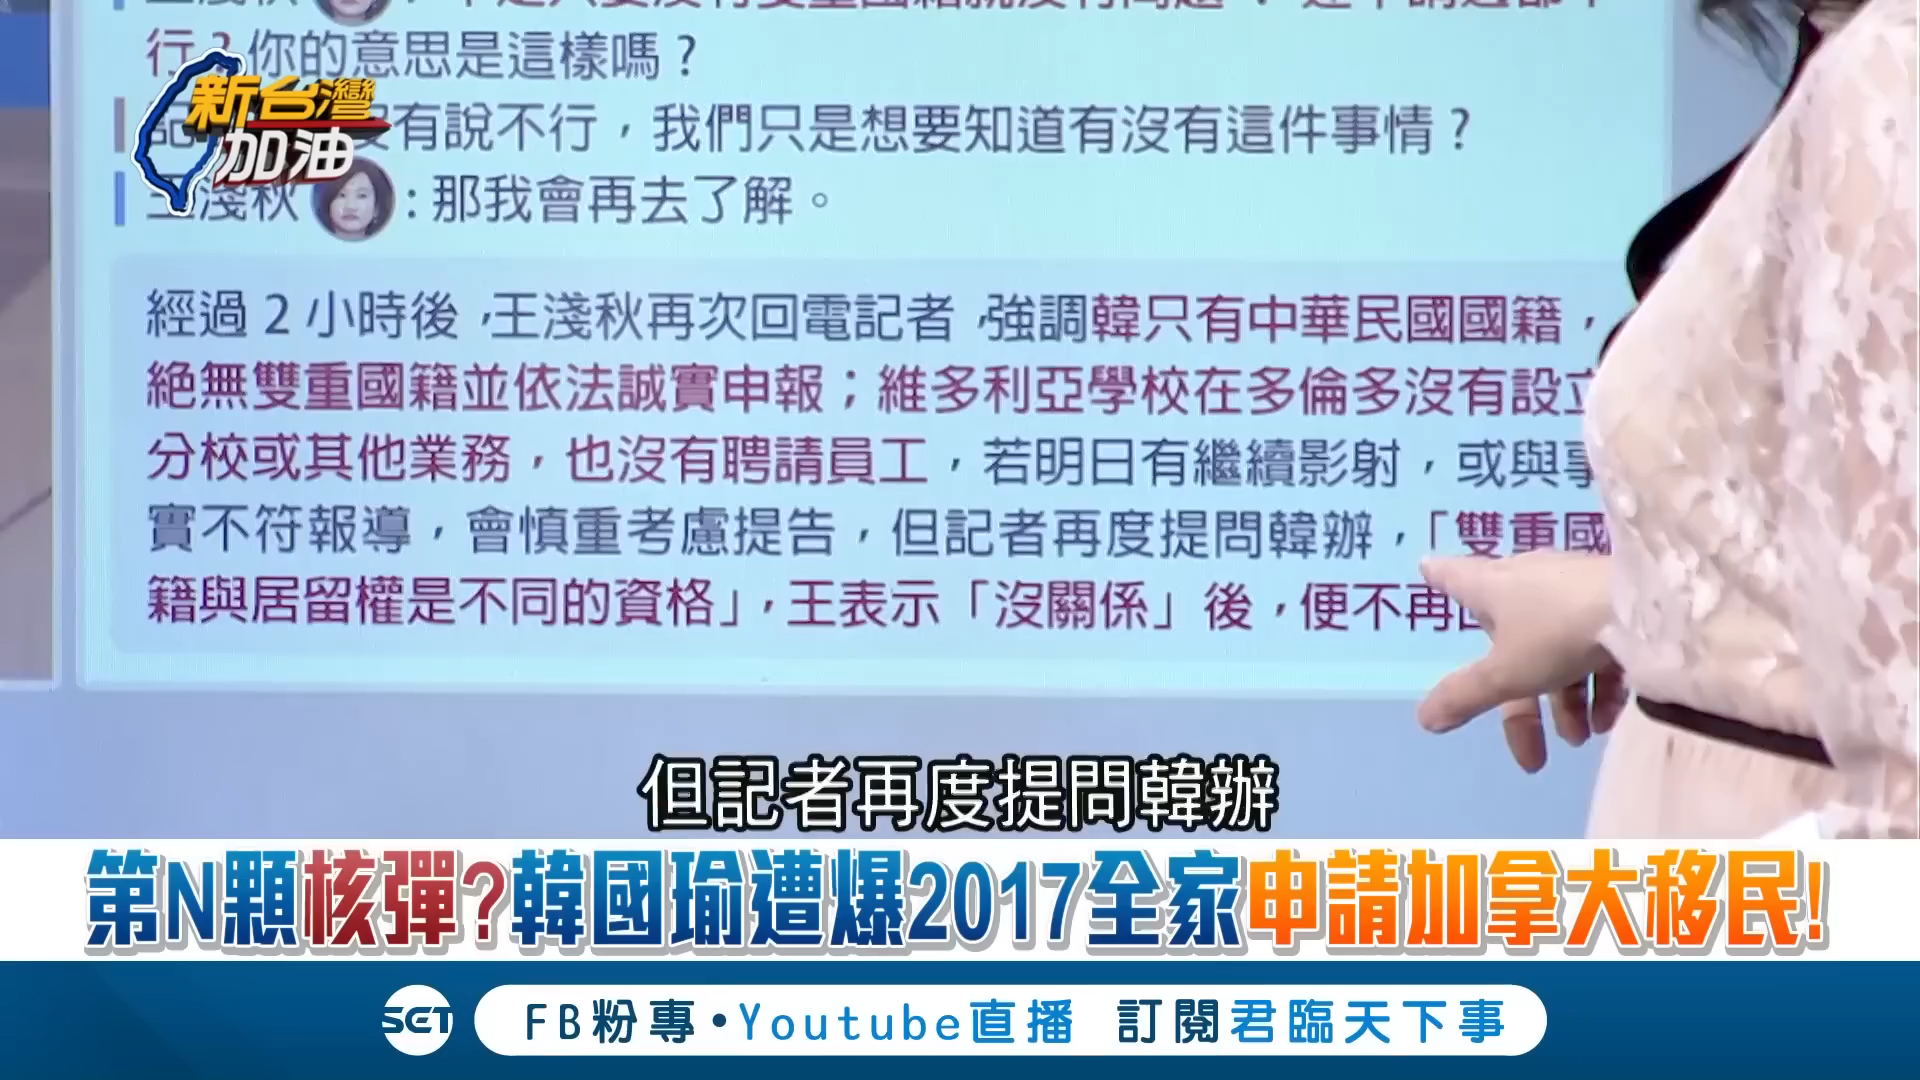 行？你的意思是這樣嗎？
新台灣
加油
有說不行，我們只是想要知道有沒有這件事情？
王淺秋：那我會再去了解。
經過2小時後，王淺秋再次回電記者，強調韓只有中華民國國籍，
絕無雙重國籍並依法誠實申報；維多利亞學校在多倫多沒有設立
分校或其他業務，也沒有聘請員工，若明日有繼續影射，或與事
實不符報導，會慎重考慮提告，但記者再度提問韓辦，「雙重國
籍與居留權是不同的資格」，王表示「沒關係」後，便不再
但記者再度提問韓辦
第N顆核彈?韓國瑜遭爆2017全家申請加拿大移民!
SET FB粉專•Youtube直播 訂閱君臨天下事